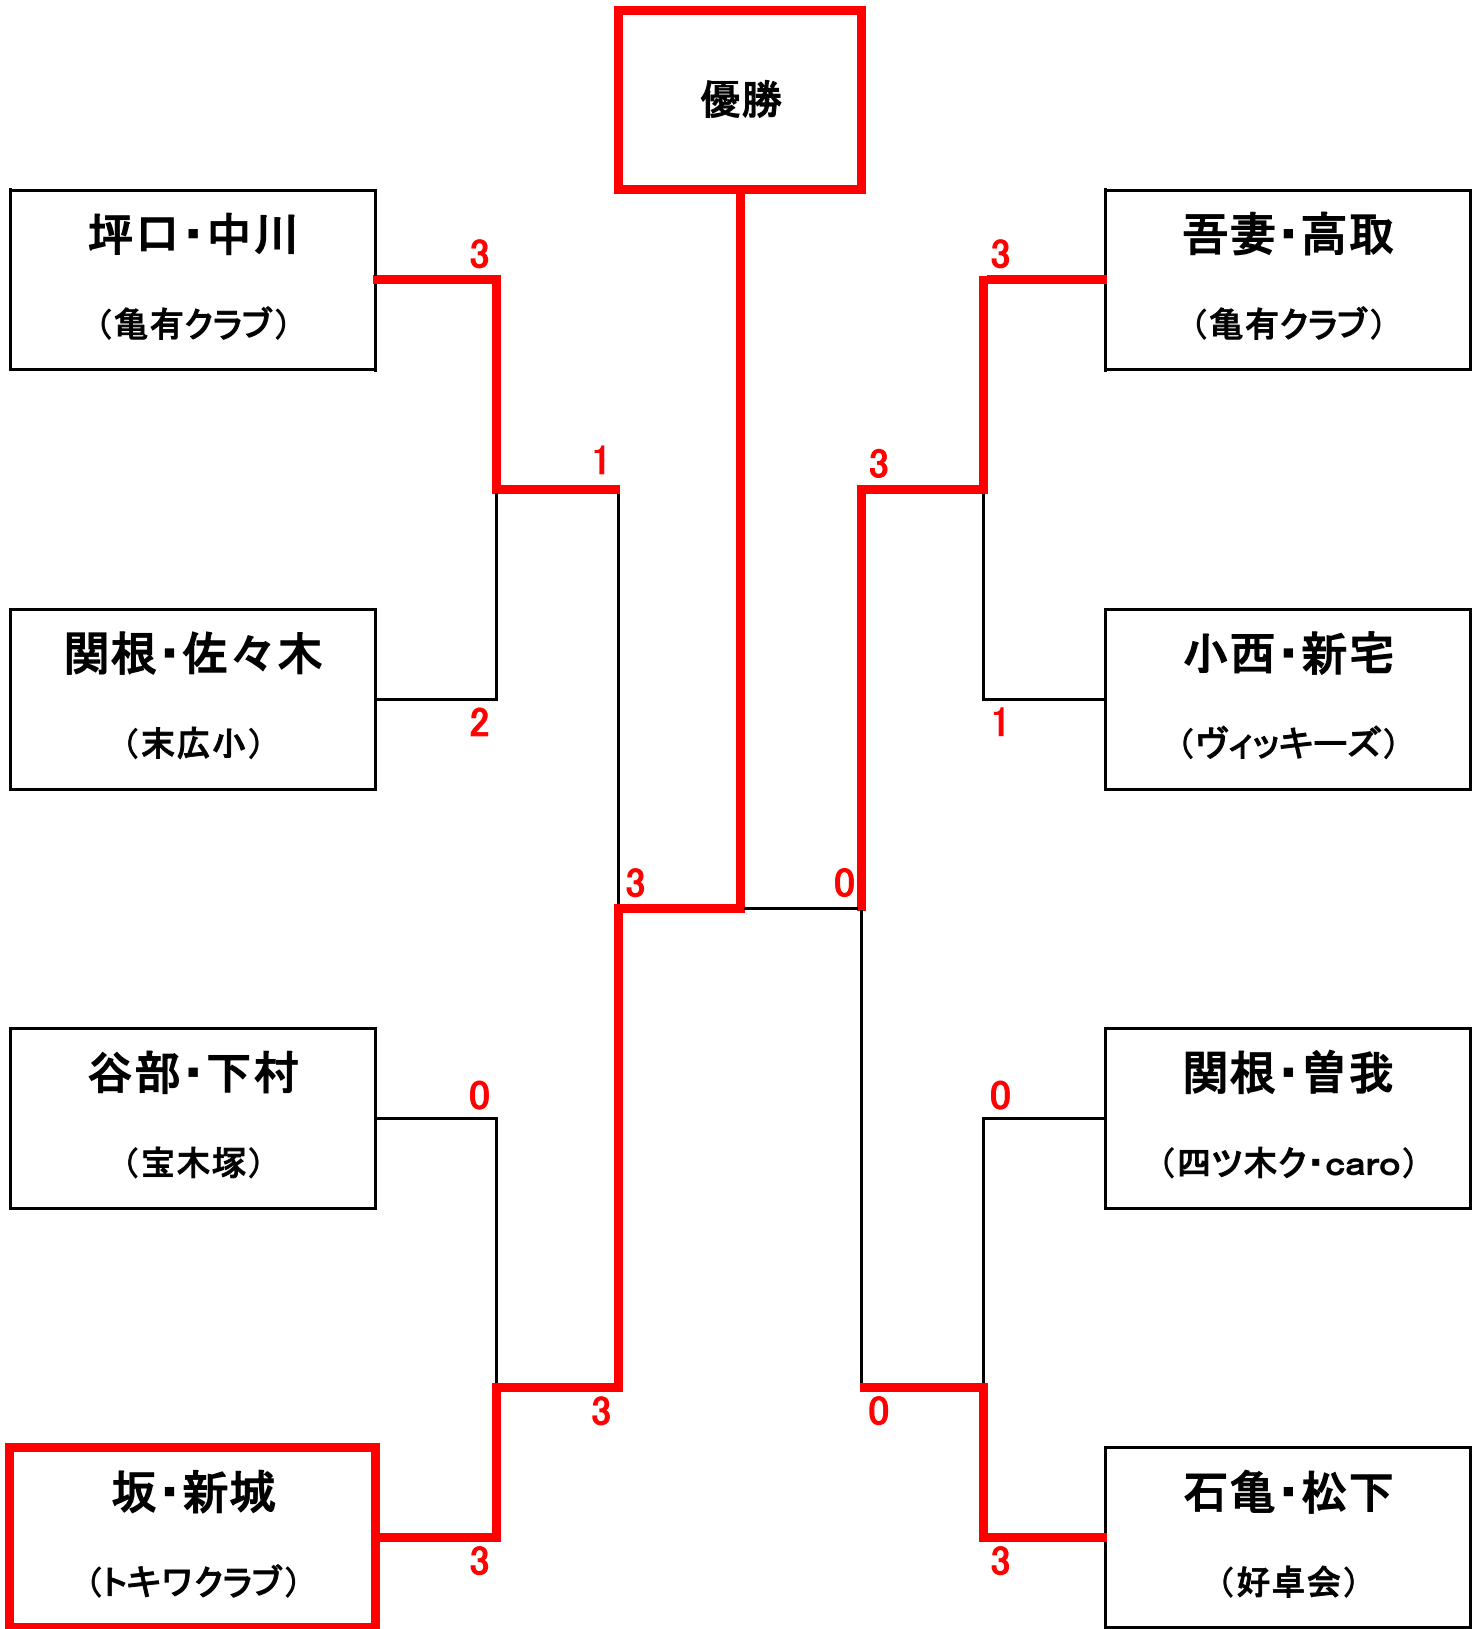 優勝
坪口・中川
（亀有クラブ）
吾妻・高取
（亀有クラブ）
3
3
1
3
関根・佐々木
（末広小）
小西・新宅
（ヴィッキーズ）
2
1
3
0
谷部・下村
（宝木塚）
関根・曽我
（四ツ木ク・caro）
0
0
3
0
坂・新城
（トキワクラブ）
石亀・松下
（好卓会）
3
3